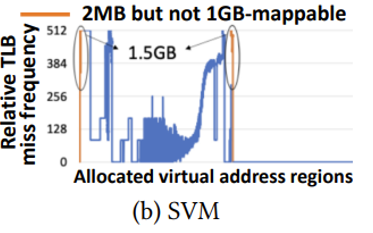 2MB but not 1GB-mappable
Relative TLB
miss frequency
512
384
256
128
0
1.5GB
Allocated virtual address regions
(b) SVM